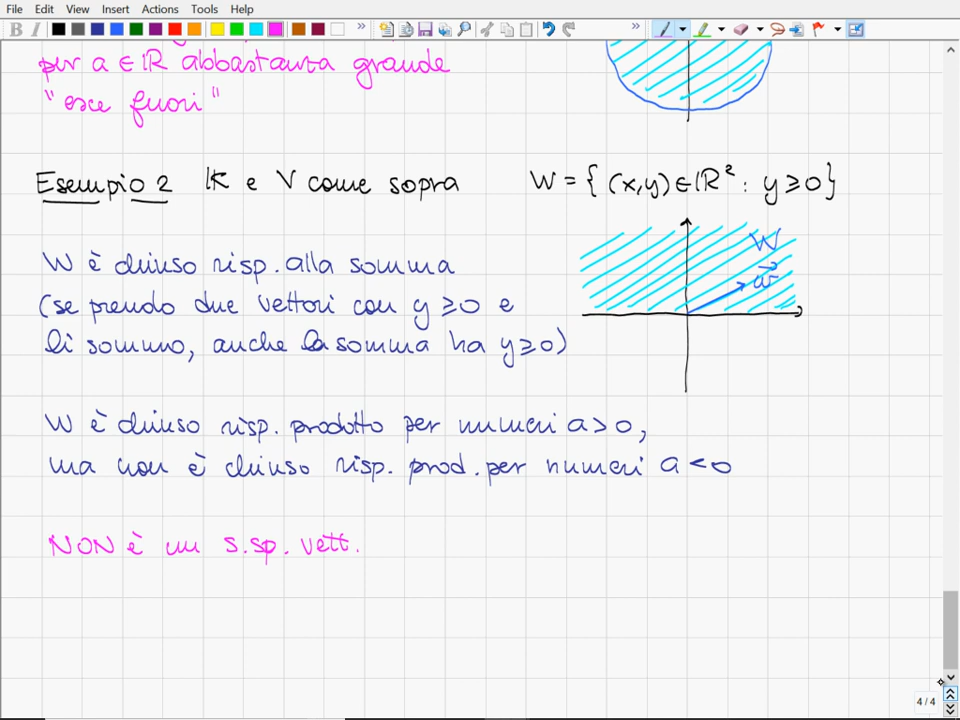 File Edit View Insert Actions Tools Help
B I
per a ∈ ℝ abbastanza grande
"esce fuori"
Esempio 2 𝕂 e V come sopra W = { (x,y) ∈ ℝ² : y ≥ 0 }
W
w⃗
W è chiuso risp. alla somma
(se prendo due vettori con y ≥ 0 e
li sommo, anche la somma ha y ≥ 0)
W è chiuso risp. prodotto per numeri a > 0,
ma non è chiuso risp. prod. per numeri a < 0
NON è un s.sp. vett.
4 / 4